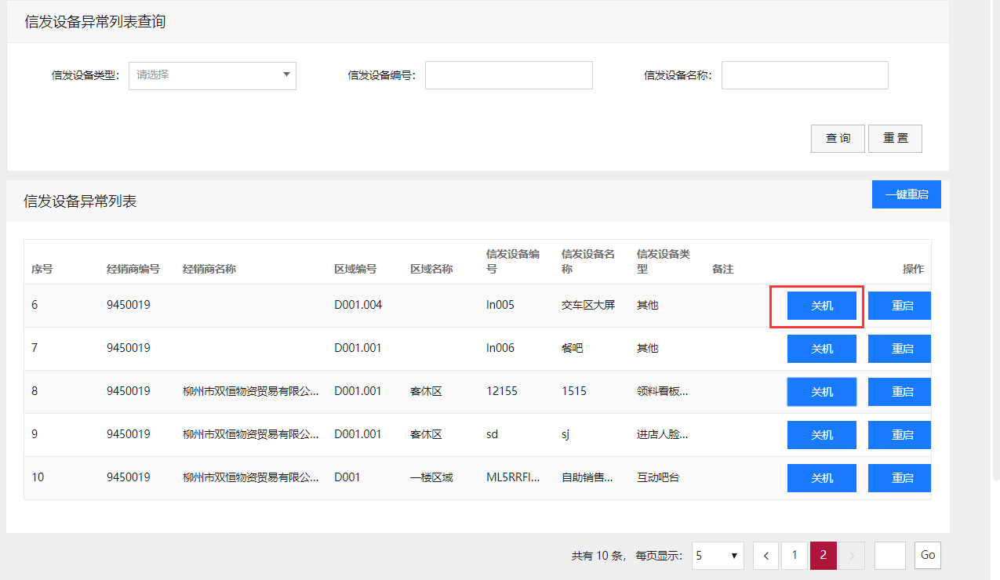 信发设备异常列表查询
信发设备类型： 请选择 信发设备编号： 信发设备名称：
查 询 重 置
信发设备异常列表 一键重启
序号 经销商编号 经销商名称 区域编号 区域名称 信发设备编号 信发设备名称 信发设备类型 备注 操作
6 9450019 D001.004 In005 交车区大屏 其他 关机 重启
7 9450019 D001.001 In006 餐吧 其他 关机 重启
8 9450019 柳州市双恒物资贸易有限公... D001.001 客休区 12155 1515 领料看板... 关机 重启
9 9450019 柳州市双恒物资贸易有限公... D001.001 客休区 sd sj 进店人脸... 关机 重启
10 9450019 柳州市双恒物资贸易有限公... D001 一楼区域 ML5RRFI... 自助销售... 互动吧台 关机 重启
共有 10 条， 每页显示： 5 1 2 Go